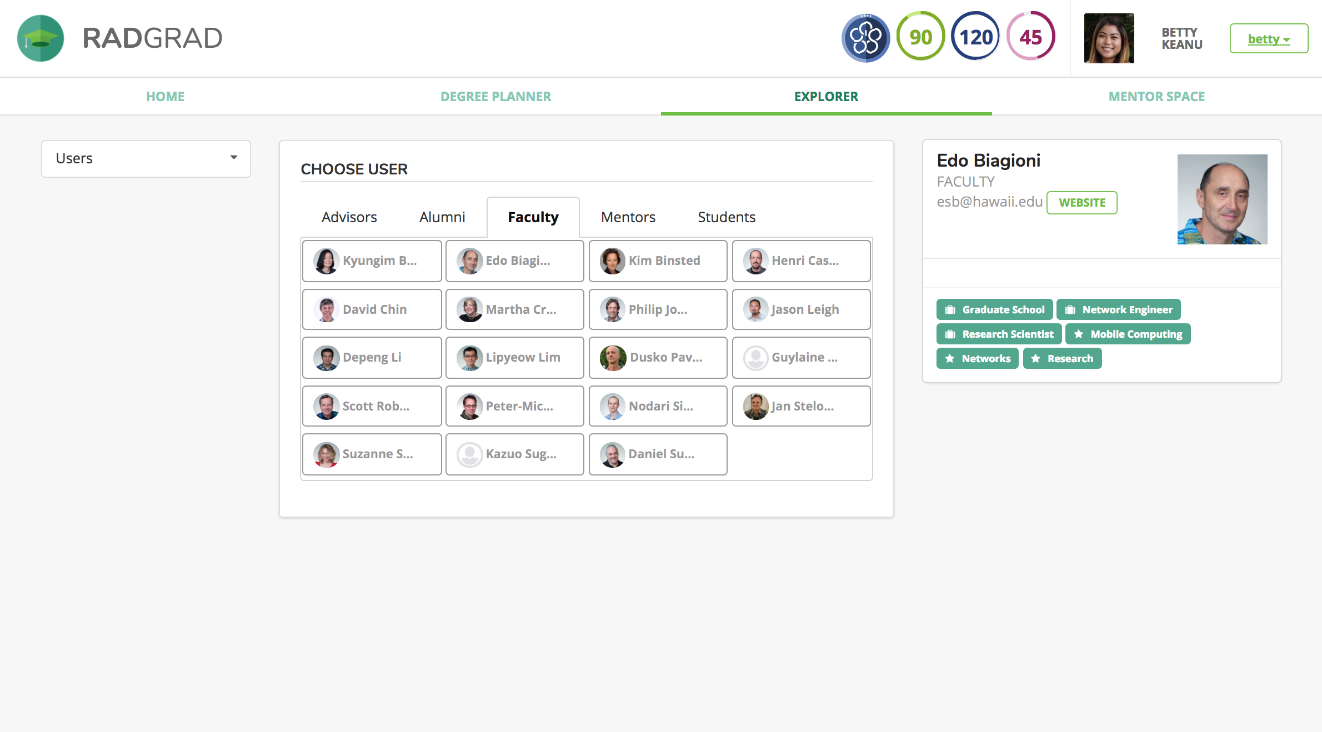 RADGRAD
90 120 45
BETTY
KEANU
betty
HOME DEGREE PLANNER EXPLORER MENTOR SPACE
Users
CHOOSE USER
Advisors Alumni Faculty Mentors Students
Kyungim B... Edo Biagi... Kim Binsted Henri Cas...
David Chin Martha Cr... Philip Jo... Jason Leigh
Depeng Li Lipyeow Lim Dusko Pav... Guylaine ...
Scott Rob... Peter-Mic... Nodari Si... Jan Stelo...
Suzanne S... Kazuo Sug... Daniel Su...
Edo Biagioni
FACULTY
esb@hawaii.edu WEBSITE
Graduate School Network Engineer
Research Scientist Mobile Computing
Networks Research